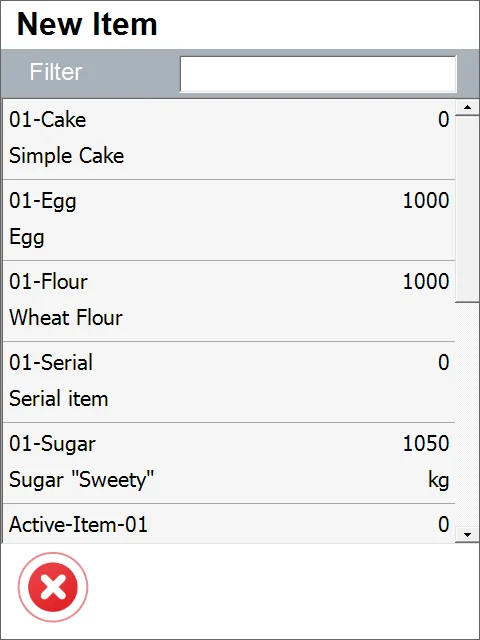 New Item
Filter
01-Cake 0
Simple Cake
01-Egg 1000
Egg
01-Flour 1000
Wheat Flour
01-Serial 0
Serial item
01-Sugar 1050
Sugar "Sweety" kg
Active-Item-01 0